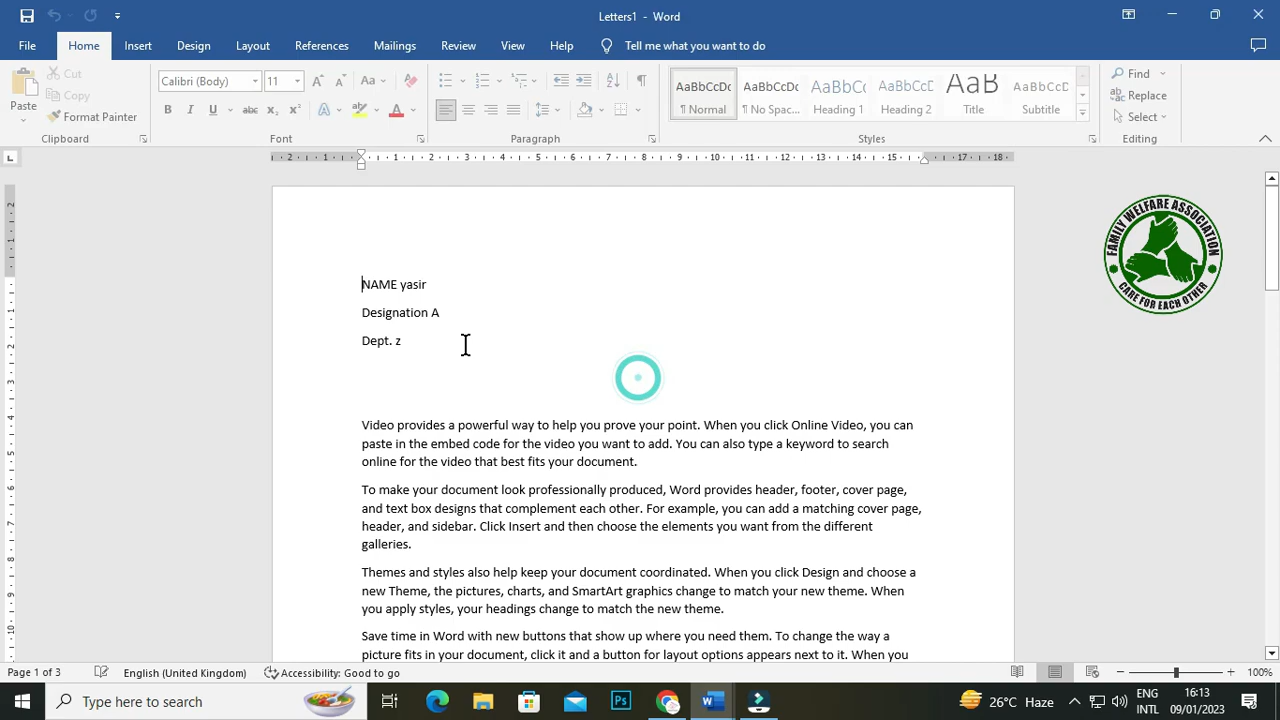 Letters1 - Word
File Home Insert Design Layout References Mailings Review View Help Tell me what you want to do
Paste
Cut
Copy
Format Painter
Clipboard
Calibri (Body) 11
Font
Paragraph
AaBbCcDc AaBbCcDc AaBbCc AaBbCcD AaB AaBbCcD
¶ Normal ¶ No Spac... Heading 1 Heading 2 Title Subtitle
Styles
Find
Replace
Select
Editing
FAMILY WELFARE ASSOCIATION
CARE FOR EACH OTHER
NAME yasir
Designation A
Dept. z
Video provides a powerful way to help you prove your point. When you click Online Video, you can
paste in the embed code for the video you want to add. You can also type a keyword to search
online for the video that best fits your document.
To make your document look professionally produced, Word provides header, footer, cover page,
and text box designs that complement each other. For example, you can add a matching cover page,
header, and sidebar. Click Insert and then choose the elements you want from the different
galleries.
Themes and styles also help keep your document coordinated. When you click Design and choose a
new Theme, the pictures, charts, and SmartArt graphics change to match your new theme. When
you apply styles, your headings change to match the new theme.
Save time in Word with new buttons that show up where you need them. To change the way a
picture fits in your document, click it and a button for layout options appears next to it. When you
Page 1 of 3 English (United Kingdom) Accessibility: Good to go 100%
Type here to search
26°C Haze
ENG
INTL
16:13
09/01/2023